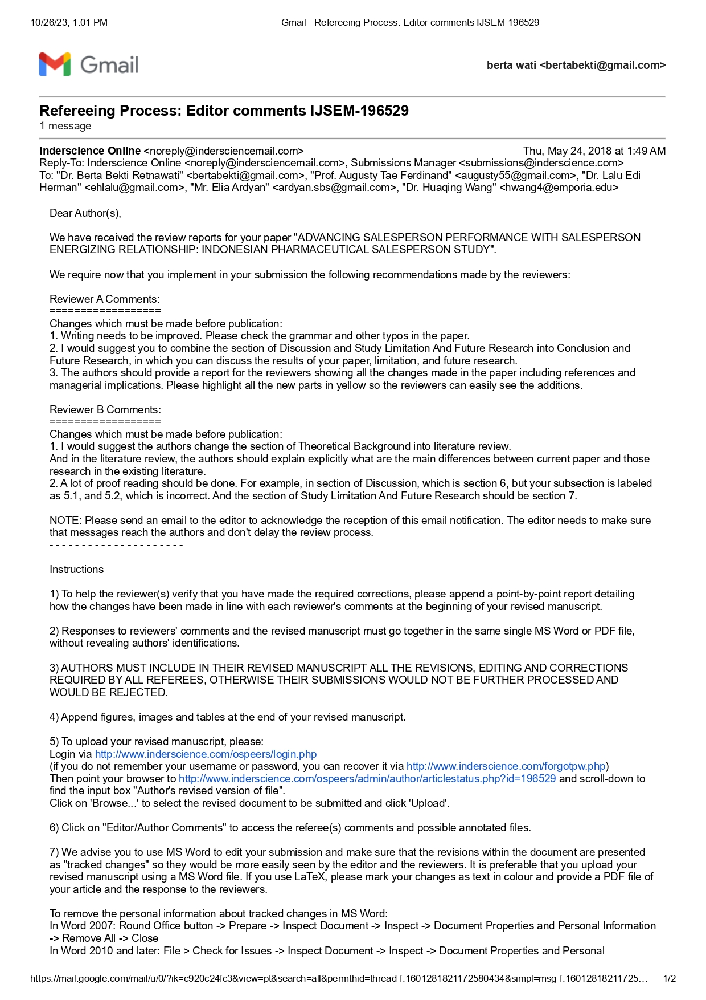 10/26/23, 1:01 PM
Gmail - Refereeing Process: Editor comments IJSEM-196529
Gmail
berta wati <bertabekti@gmail.com>
Refereeing Process: Editor comments IJSEM-196529
1 message
Inderscience Online <noreply@indersciencemail.com>
Thu, May 24, 2018 at 1:49 AM
Reply-To: Inderscience Online <noreply@indersciencemail.com>, Submissions Manager <submissions@inderscience.com>
To: "Dr. Berta Bekti Retnawati" <bertabekti@gmail.com>, "Prof. Augusty Tae Ferdinand" <augusty55@gmail.com>, "Dr. Lalu Edi
Herman" <ehlalu@gmail.com>, "Mr. Elia Ardyan" <ardyan.sbs@gmail.com>, "Dr. Huaqing Wang" <hwang4@emporia.edu>
Dear Author(s),
We have received the review reports for your paper "ADVANCING SALESPERSON PERFORMANCE WITH SALESPERSON
ENERGIZING RELATIONSHIP: INDONESIAN PHARMACEUTICAL SALESPERSON STUDY".
We require now that you implement in your submission the following recommendations made by the reviewers:
Reviewer A Comments:
==================
Changes which must be made before publication:
1. Writing needs to be improved. Please check the grammar and other typos in the paper.
2. I would suggest you to combine the section of Discussion and Study Limitation And Future Research into Conclusion and
Future Research, in which you can discuss the results of your paper, limitation, and future research.
3. The authors should provide a report for the reviewers showing all the changes made in the paper including references and
managerial implications. Please highlight all the new parts in yellow so the reviewers can easily see the additions.
Reviewer B Comments:
==================
Changes which must be made before publication:
1. I would suggest the authors change the section of Theoretical Background into literature review.
And in the literature review, the authors should explain explicitly what are the main differences between current paper and those
research in the existing literature.
2. A lot of proof reading should be done. For example, in section of Discussion, which is section 6, but your subsection is labeled
as 5.1, and 5.2, which is incorrect. And the section of Study Limitation And Future Research should be section 7.
NOTE: Please send an email to the editor to acknowledge the reception of this email notification. The editor needs to make sure
that messages reach the authors and don't delay the review process.
- - - - - - - - - - - - - - - - - - - - - -
Instructions
1) To help the reviewer(s) verify that you have made the required corrections, please append a point-by-point report detailing
how the changes have been made in line with each reviewer's comments at the beginning of your revised manuscript.
2) Responses to reviewers' comments and the revised manuscript must go together in the same single MS Word or PDF file,
without revealing authors' identifications.
3) AUTHORS MUST INCLUDE IN THEIR REVISED MANUSCRIPT ALL THE REVISIONS, EDITING AND CORRECTIONS
REQUIRED BY ALL REFEREES, OTHERWISE THEIR SUBMISSIONS WOULD NOT BE FURTHER PROCESSED AND
WOULD BE REJECTED.
4) Append figures, images and tables at the end of your revised manuscript.
5) To upload your revised manuscript, please:
Login via http://www.inderscience.com/ospeers/login.php
(if you do not remember your username or password, you can recover it via http://www.inderscience.com/forgotpw.php)
Then point your browser to http://www.inderscience.com/ospeers/admin/author/articlestatus.php?id=196529 and scroll-down to
find the input box "Author's revised version of file".
Click on 'Browse...' to select the revised document to be submitted and click 'Upload'.
6) Click on "Editor/Author Comments" to access the referee(s) comments and possible annotated files.
7) We advise you to use MS Word to edit your submission and make sure that the revisions within the document are presented
as "tracked changes" so they would be more easily seen by the editor and the reviewers. It is preferable that you upload your
revised manuscript using a MS Word file. If you use LaTeX, please mark your changes as text in colour and provide a PDF file of
your article and the response to the reviewers.
To remove the personal information about tracked changes in MS Word:
In Word 2007: Round Office button -> Prepare -> Inspect Document -> Inspect -> Document Properties and Personal Information
-> Remove All -> Close
In Word 2010 and later: File > Check for Issues -> Inspect Document -> Inspect -> Document Properties and Personal
https://mail.google.com/mail/u/0/?ik=c920c24fc3&view=pt&search=all&permthid=thread-f:1601281821172580434&simpl=msg-f:16012818211725…
1/2